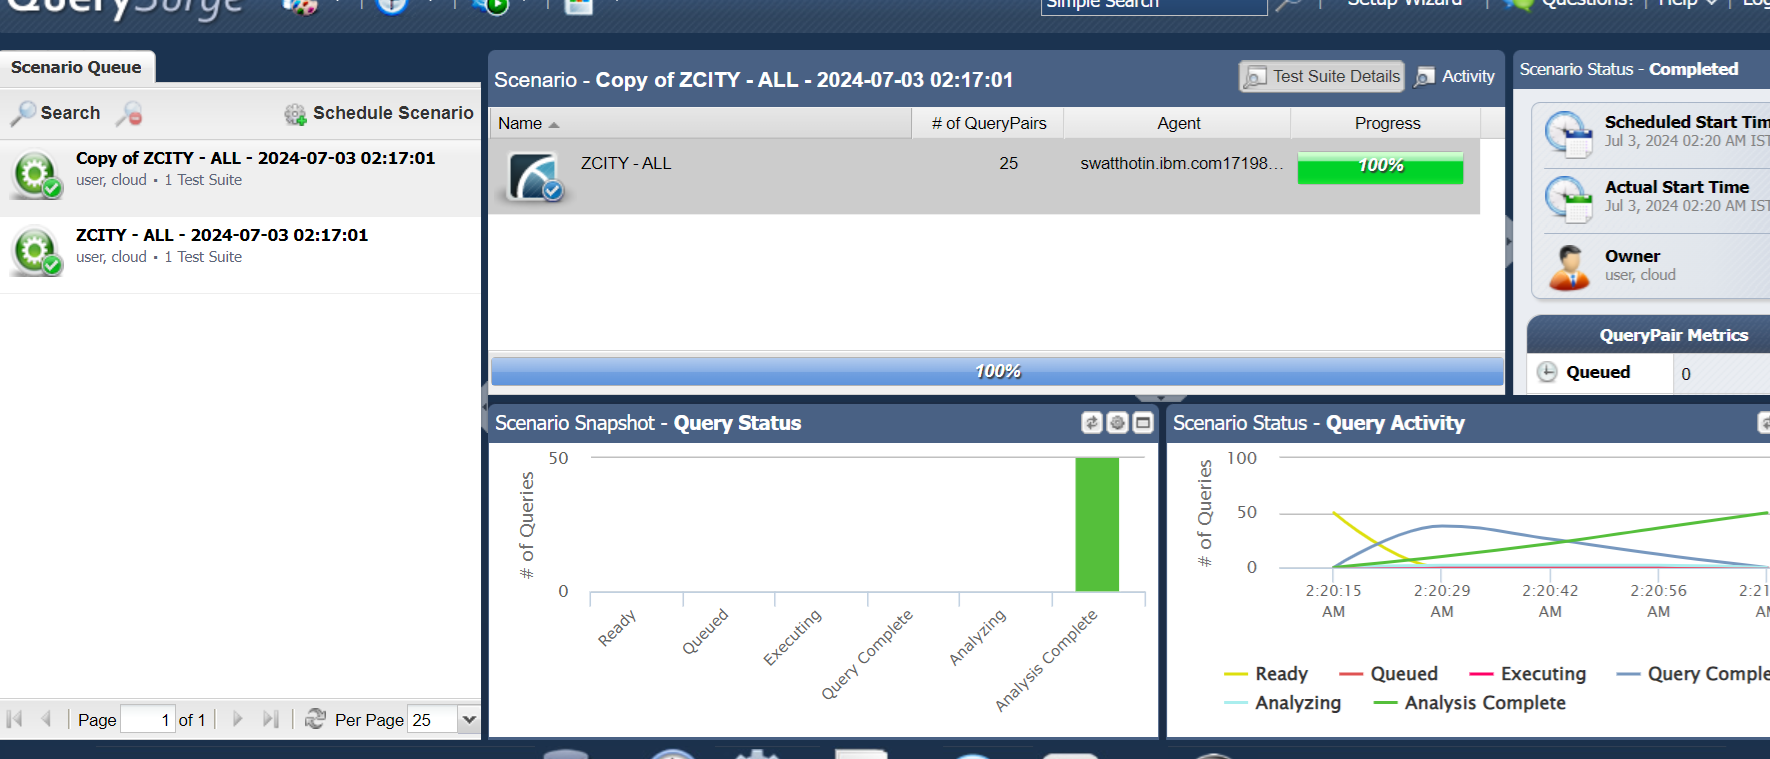 QuerySurge
Simple Search
Setup Wizard
Questions?
Help
Scenario Queue
Search
Schedule Scenario
Copy of ZCITY - ALL - 2024-07-03 02:17:01
user, cloud • 1 Test Suite
ZCITY - ALL - 2024-07-03 02:17:01
user, cloud • 1 Test Suite
Page 1 of 1
Per Page 25
Scenario - Copy of ZCITY - ALL - 2024-07-03 02:17:01
Test Suite Details
Activity
Name # of QueryPairs Agent Progress
ZCITY - ALL 25 swatthotin.ibm.com17198... 100%
100%
Scenario Status - Completed
Scheduled Start Tim
Jul 3, 2024 02:20 AM IST
Actual Start Time
Jul 3, 2024 02:20 AM IST
Owner
user, cloud
QueryPair Metrics
Queued 0
Scenario Snapshot - Query Status
# of Queries
50
0
Ready
Queued
Executing
Query Complete
Analyzing
Analysis Complete
Scenario Status - Query Activity
# of Queries
100
50
0
2:20:15 AM
2:20:29 AM
2:20:42 AM
2:20:56 AM
2:21
Ready Queued Executing Query Comple
Analyzing Analysis Complete